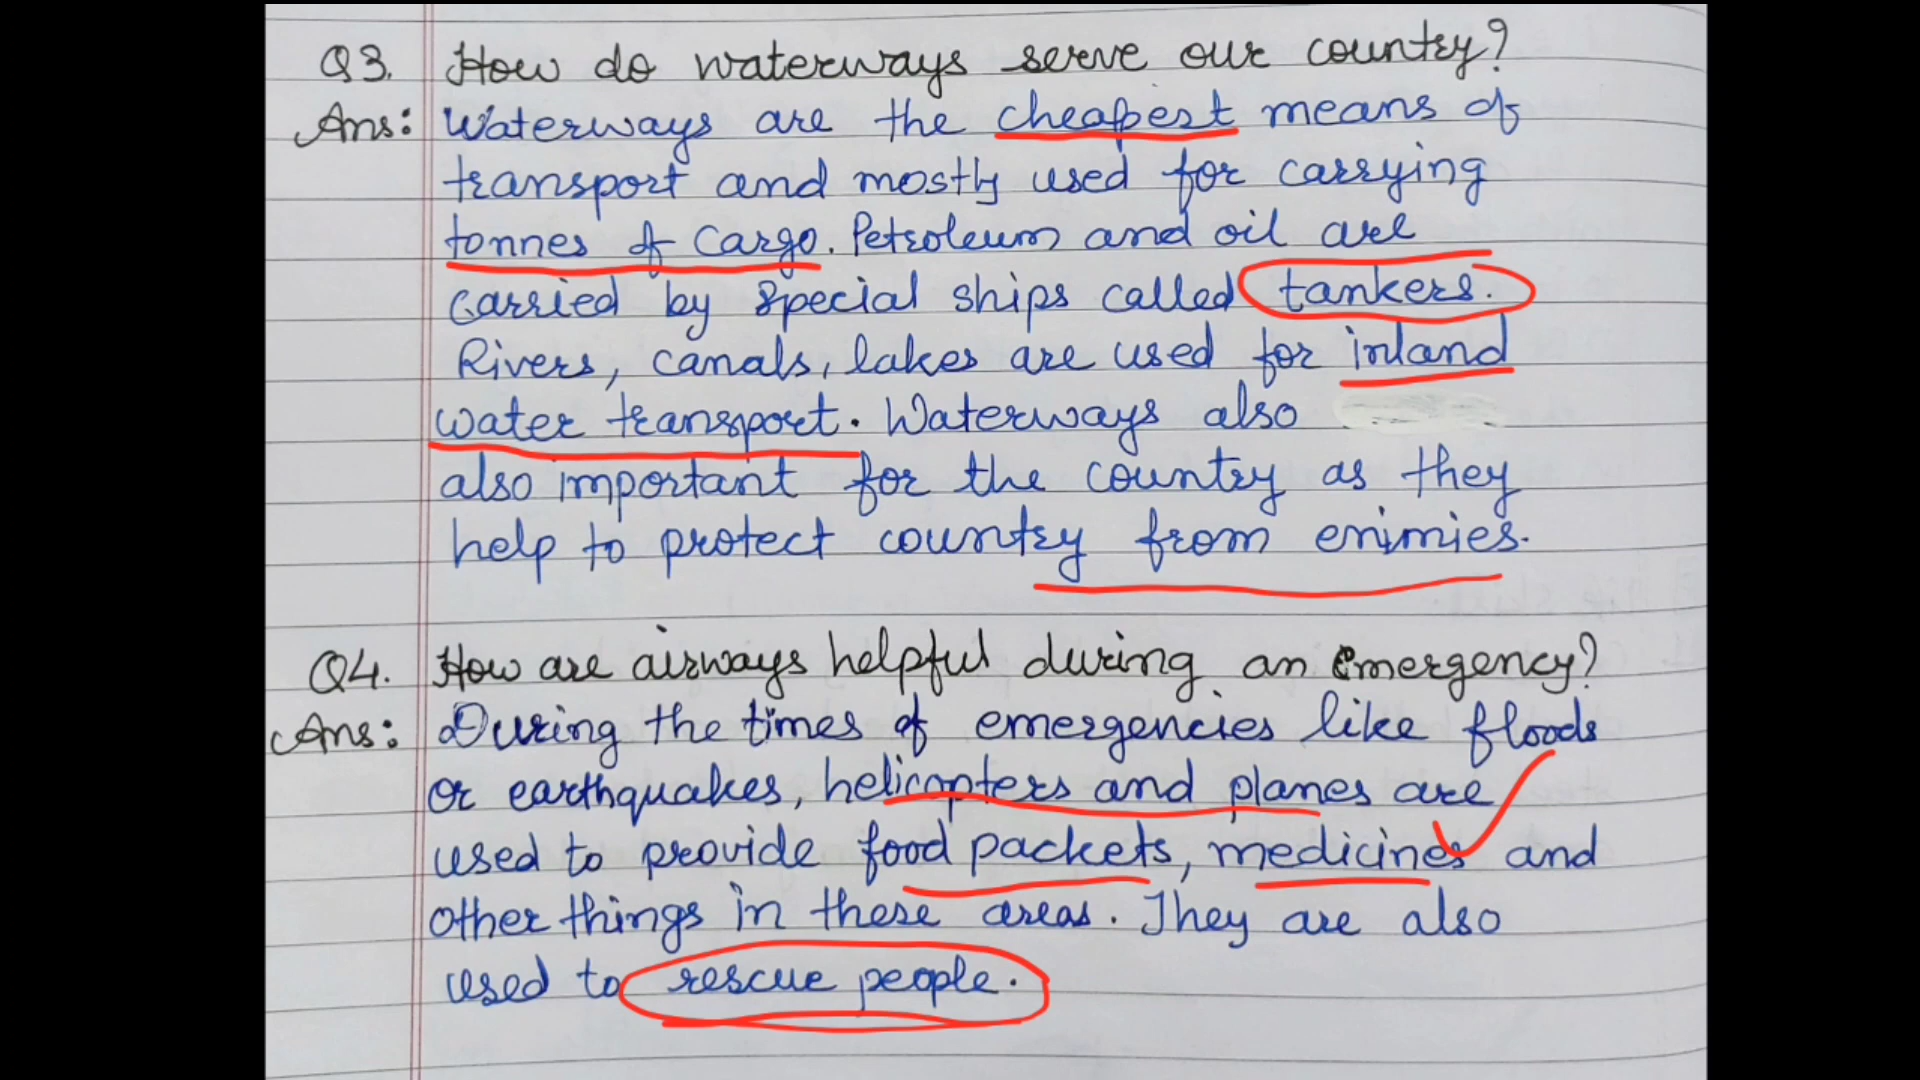 Q3. How do waterways serve our country?
Ans: Waterways are the cheapest means of
transport and mostly used for carrying
tonnes of cargo. Petroleum and oil are
carried by special ships called tankers.
Rivers, canals, lakes are used for inland
water transport. Waterways also
also important for the country as they
help to protect country from enimies.
Q4. How are airways helpful during an emergency?
Ans: During the times of emergencies like floods
or earthquakes, helicopters and planes are
used to provide food packets, medicines and
other things in these areas. They are also
used to rescue people.